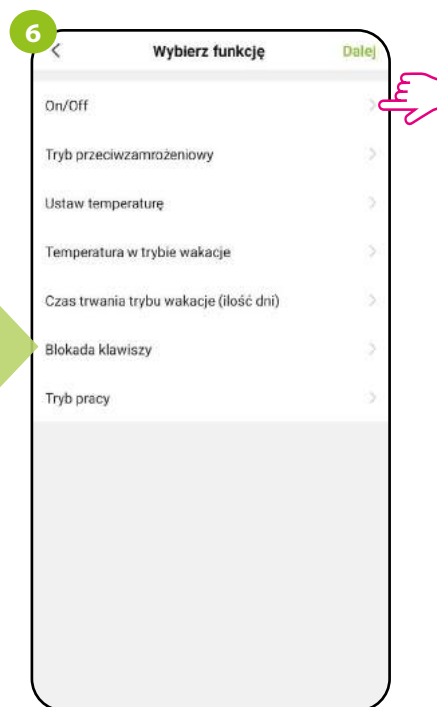 6
Wybierz funkcję Dalej
On/Off
Tryb przeciwzamrożeniowy
Ustaw temperaturę
Temperatura w trybie wakacje
Czas trwania trybu wakacje (ilość dni)
Blokada klawiszy
Tryb pracy